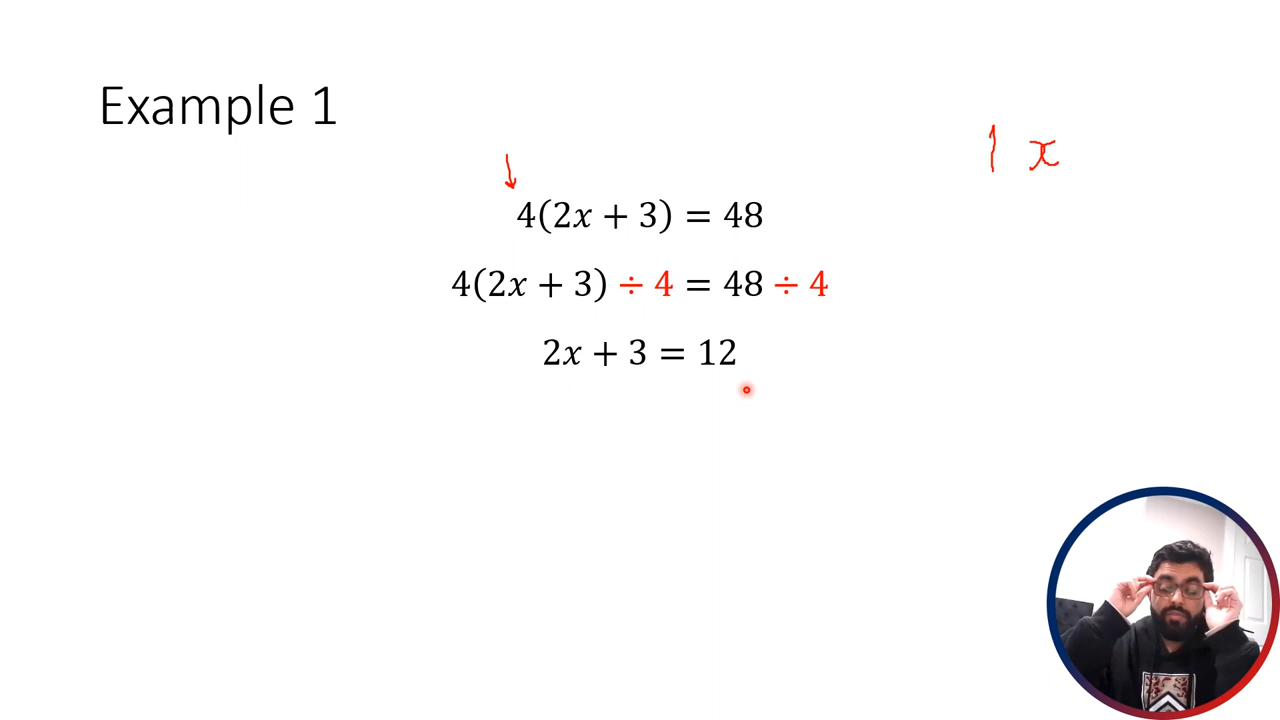 Example 1
1 x
4(2x + 3) = 48
4(2x + 3) ÷ 4 = 48 ÷ 4
2x + 3 = 12